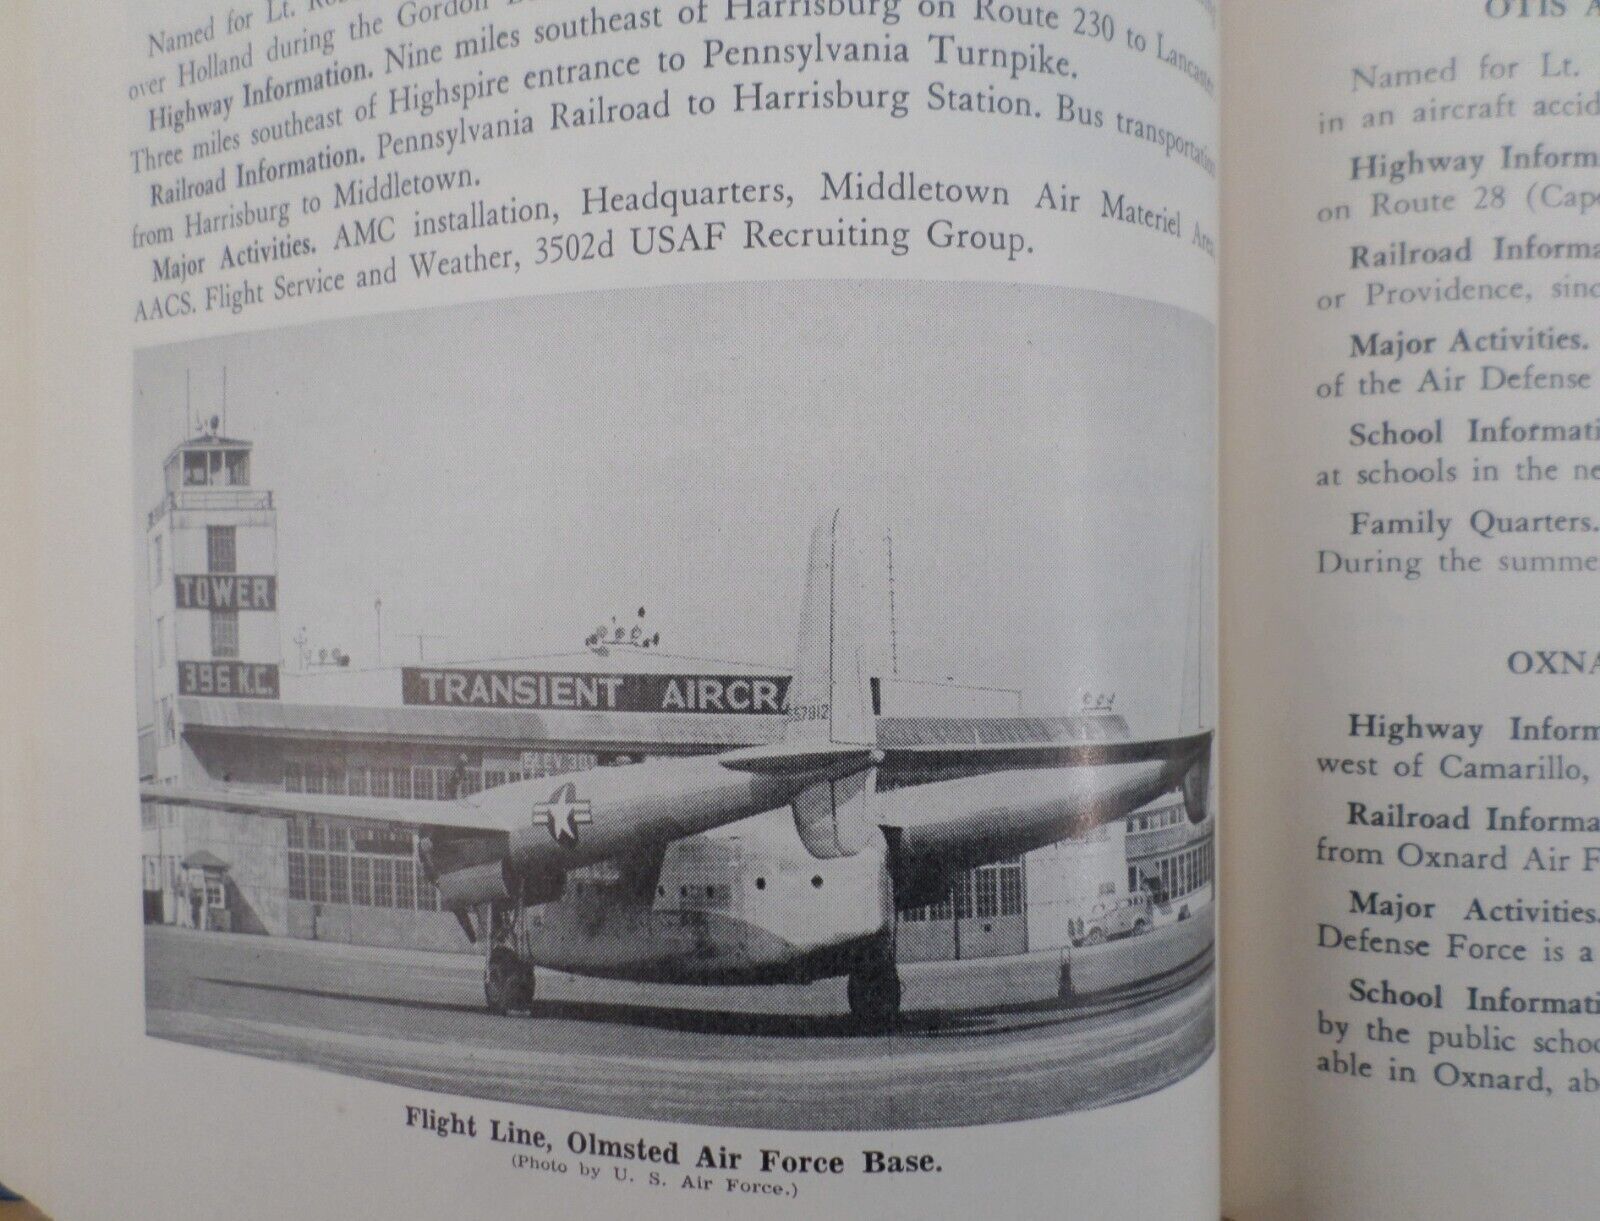 Named for Lt.
over Holland during the Gordon
Highway Information. Nine miles southeast of Harrisburg on Route 230 to Lancaster
Three miles southeast of Highspire entrance to Pennsylvania Turnpike.
Railroad Information. Pennsylvania Railroad to Harrisburg Station. Bus transportation
from Harrisburg to Middletown.
Major Activities. AMC installation, Headquarters, Middletown Air Materiel Area
AACS. Flight Service and Weather, 3502d USAF Recruiting Group.
TOWER
396 K.C.
TRANSIENT AIRCRA
Flight Line, Olmsted Air Force Base.
(Photo by U. S. Air Force.)
OTIS A
Named for Lt.
in an aircraft accid
Highway Inform
on Route 28 (Cap
Railroad Informa
or Providence, sinc
Major Activities.
of the Air Defense
School Informati
at schools in the ne
Family Quarters.
During the summe
OXNA
Highway Inform
west of Camarillo,
Railroad Informa
from Oxnard Air F
Major Activities.
Defense Force is a
School Informati
by the public schoo
able in Oxnard, ab